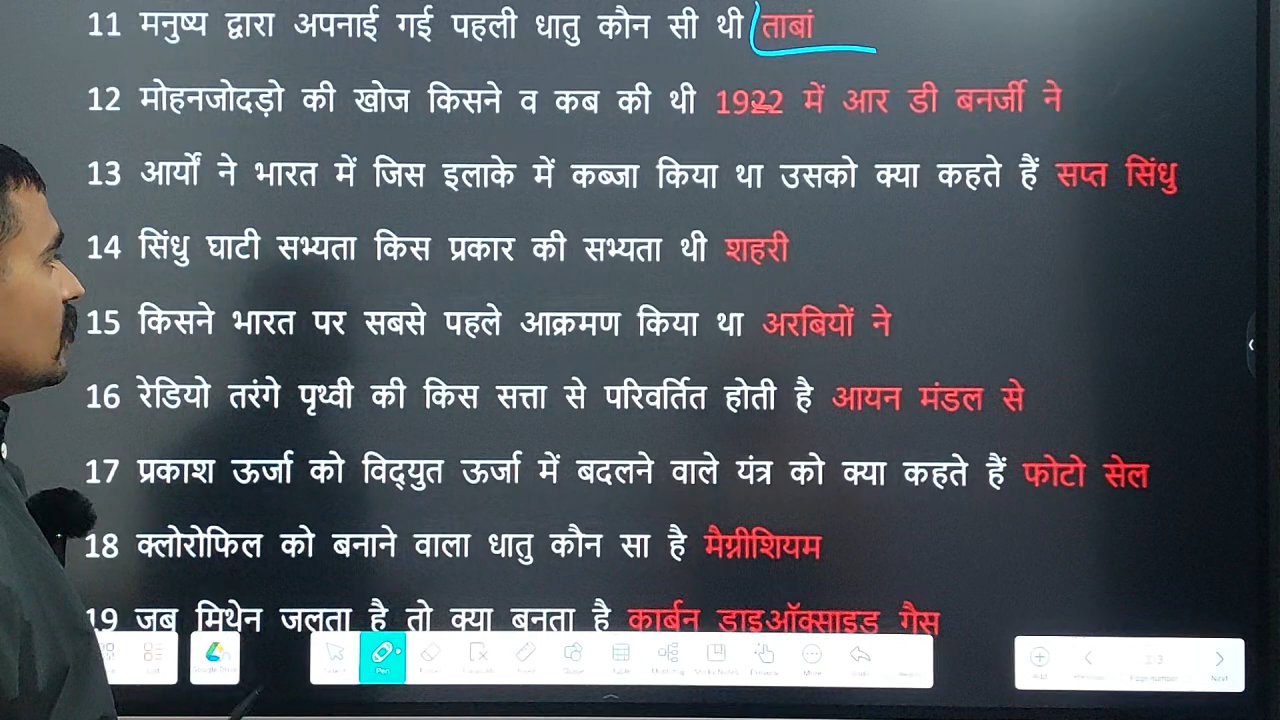 11 मनुष्य द्वारा अपनाई गई पहली धातु कौन सी थी ताबां
12 मोहनजोदड़ो की खोज किसने व कब की थी 1922 में आर डी बनर्जी ने
13 आर्यों ने भारत में जिस इलाके में कब्जा किया था उसको क्या कहते हैं सप्त सिंधु
14 सिंधु घाटी सभ्यता किस प्रकार की सभ्यता थी शहरी
15 किसने भारत पर सबसे पहले आक्रमण किया था अरबियों ने
16 रेडियो तरंगे पृथ्वी की किस सत्ता से परिवर्तित होती है आयन मंडल से
17 प्रकाश ऊर्जा को विद्युत ऊर्जा में बदलने वाले यंत्र को क्या कहते हैं फोटो सेल
18 क्लोरोफिल को बनाने वाला धातु कौन सा है मैग्नीशियम
19 जब मिथेन जलता है तो क्या बनता है कार्बन डाइऑक्साइड गैस
Pen
Next